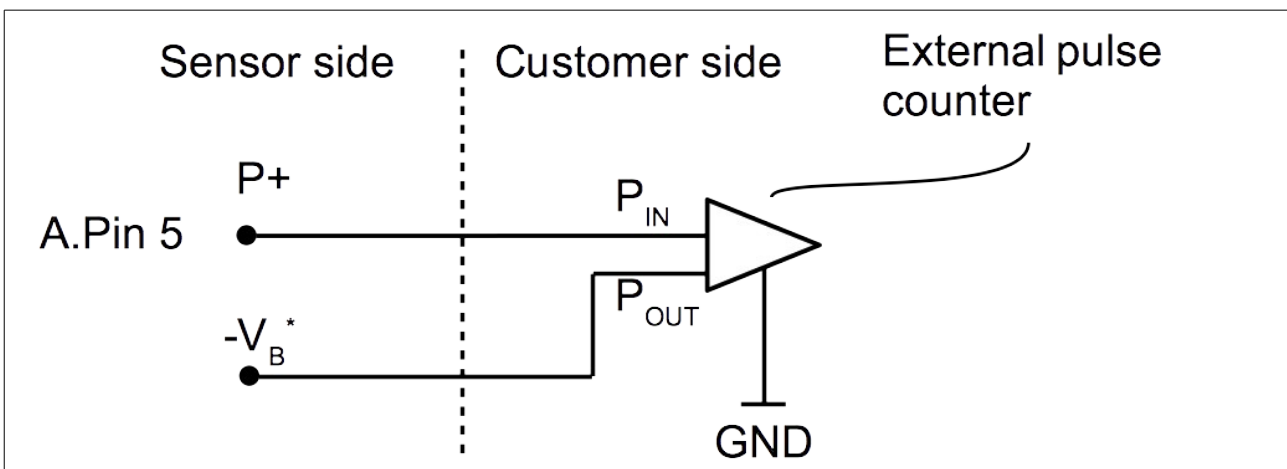 Sensor side
Customer side
External pulse
counter
P+
A.Pin 5
P_IN
P_OUT
-V_B*
GND